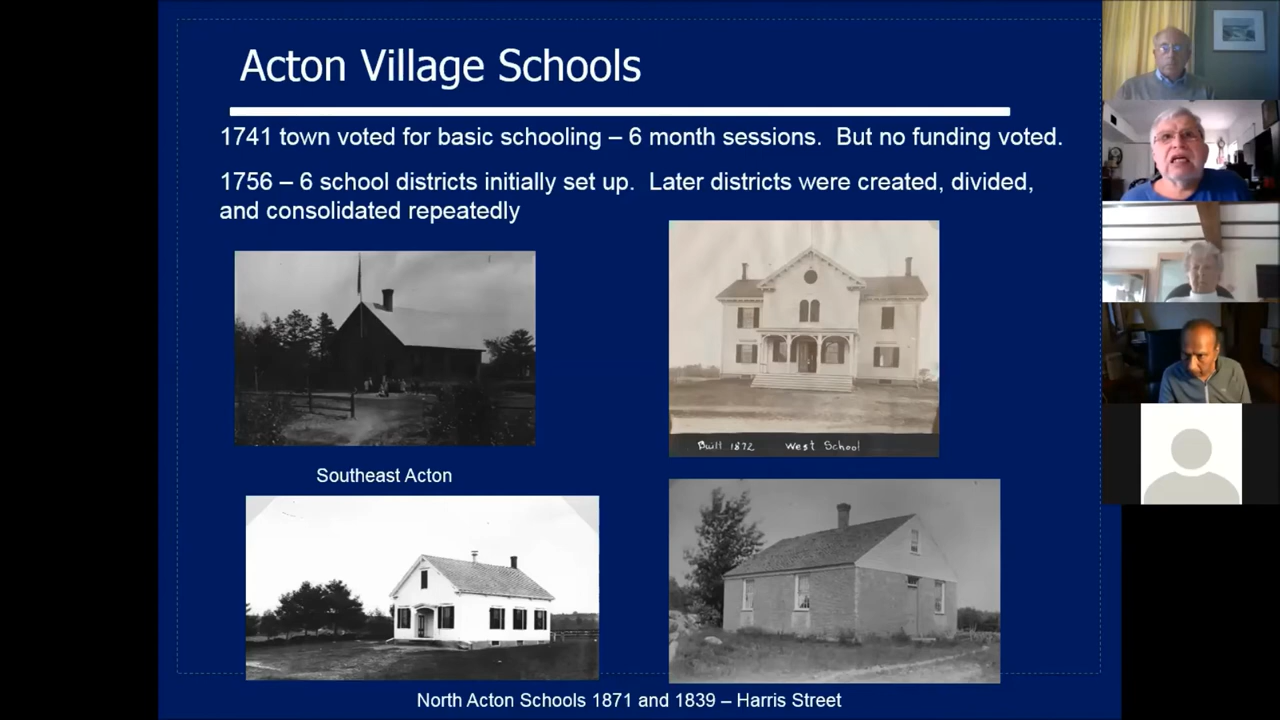 Acton Village Schools
1741 town voted for basic schooling – 6 month sessions.  But no funding voted.
1756 – 6 school districts initially set up.  Later districts were created, divided,
and consolidated repeatedly
Built 1872 West School
Southeast Acton
North Acton Schools 1871 and 1839 – Harris Street